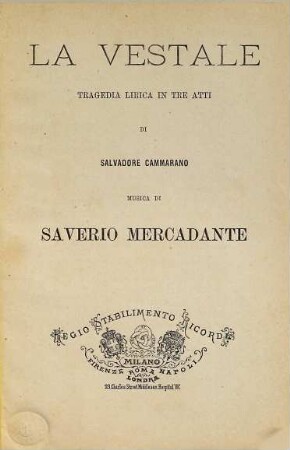 LA VESTALE
TRAGEDIA LIRICA IN TRE ATTI
DI
SALVADORE CAMMARANO
MUSICA DI
SAVERIO MERCADANTE
REGIO STABILIMENTO RICORDI
MILANO
FIRENZE ROMA NAPOLI
LONDRA